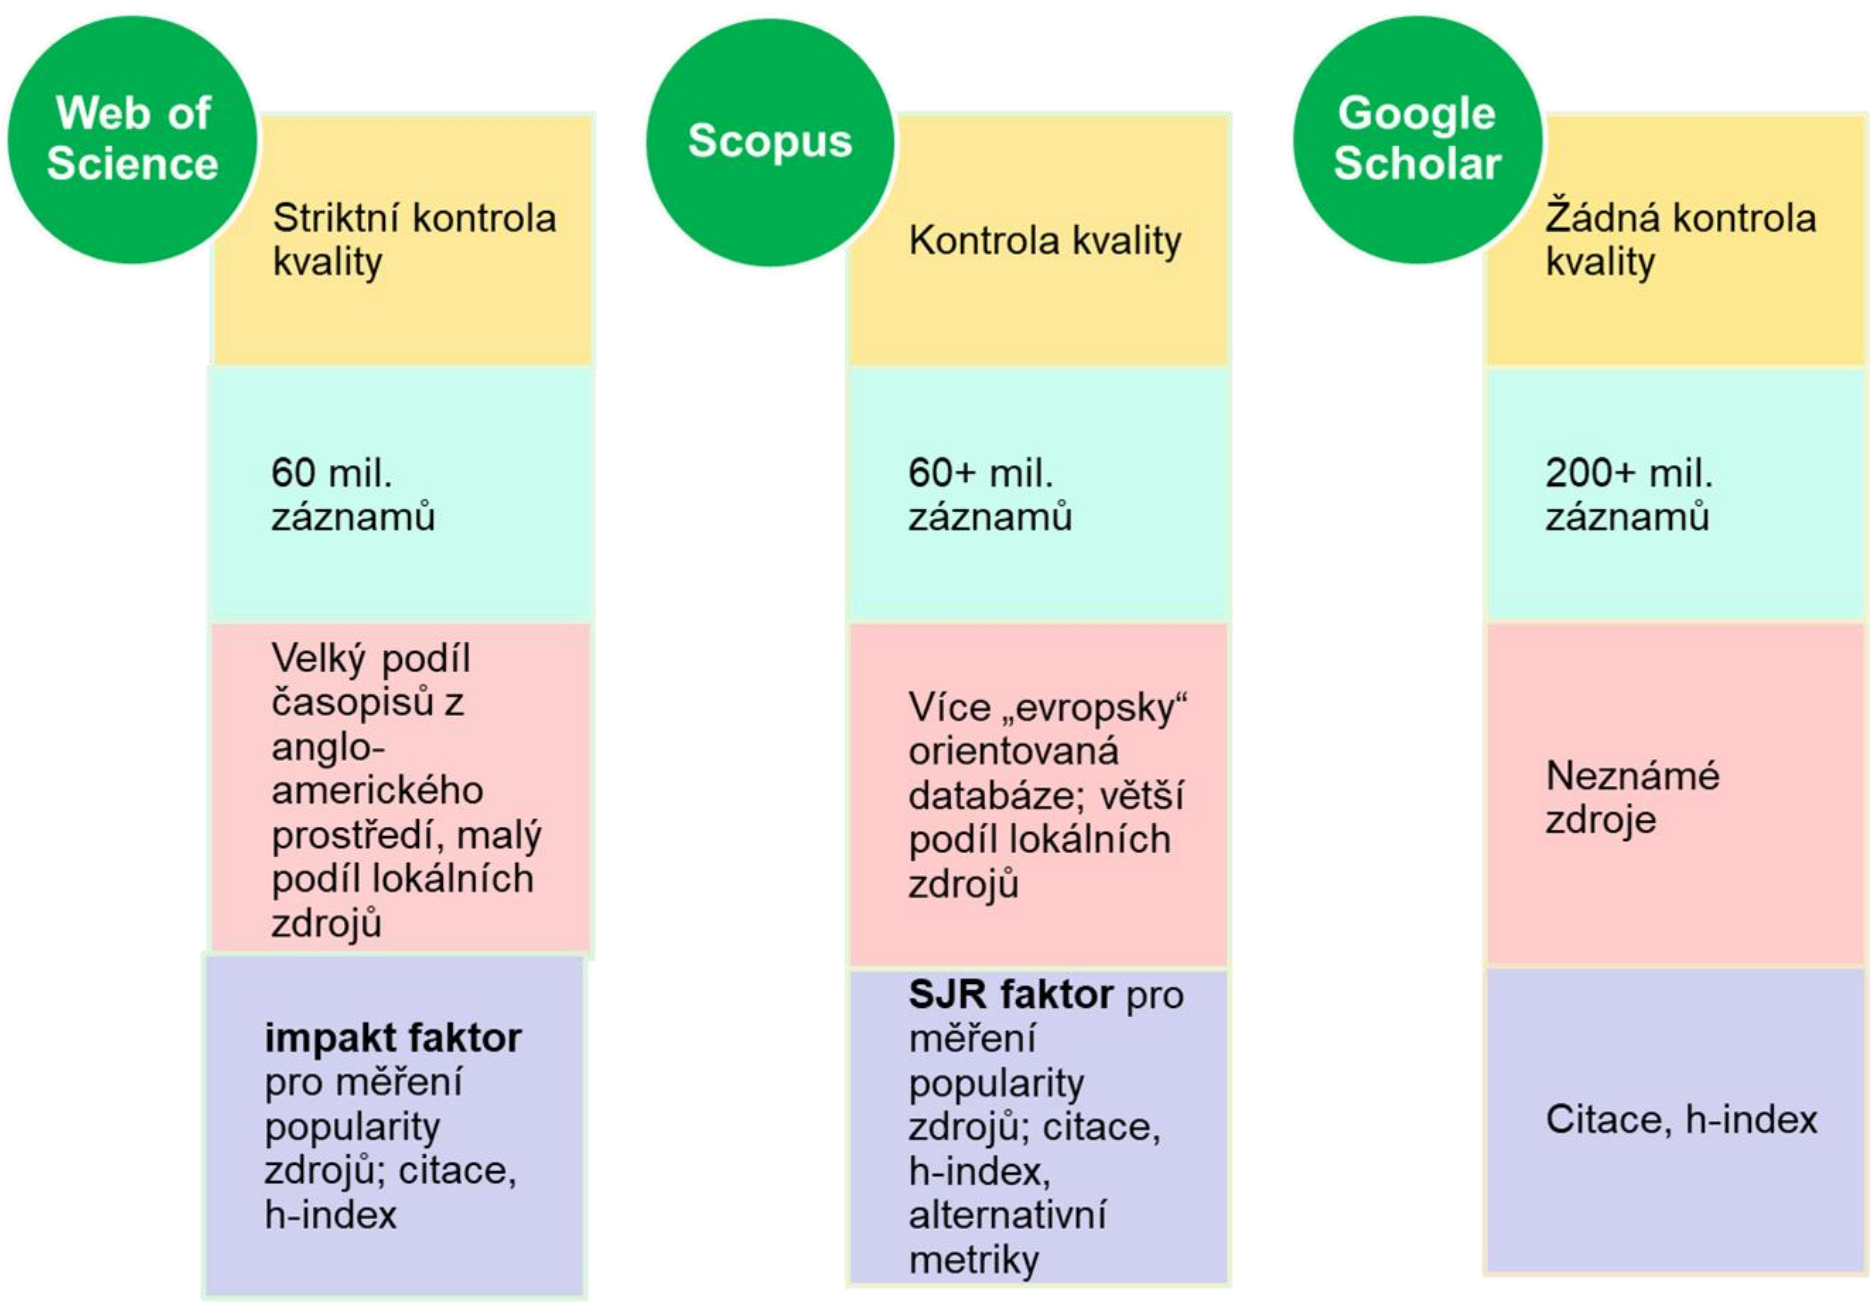 Web of
Science
Striktní kontrola
kvality
60 mil.
záznamů
Velký podíl
časopisů z
anglo-
amerického
prostředí, malý
podíl lokálních
zdrojů
impakt faktor
pro měření
popularity
zdrojů; citace,
h-index
Scopus
Kontrola kvality
60+ mil.
záznamů
Více „evropsky“
orientovaná
databáze; větší
podíl lokálních
zdrojů
SJR faktor pro
měření
popularity
zdrojů; citace,
h-index,
alternativní
metriky
Google
Scholar
Žádná kontrola
kvality
200+ mil.
záznamů
Neznámé
zdroje
Citace, h-index